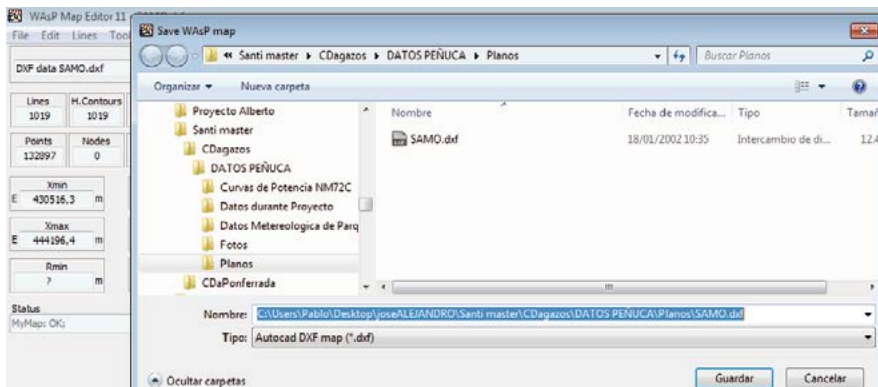 WAsP Map Editor 11
File Edit Lines
DXF data SAMO.dxf
Lines H.Contours
1019 1019
Points Nodes
132897 0
Xmin
E 430516,3 m
Xmax
E 444196,4 m
Rmin
? m
Status
MyMap: OK;
Save WAsP map
« Santi master ▸ CDagazos ▸ DATOS PEÑUCA ▸ Planos
Buscar Planos
Organizar Nueva carpeta
Proyecto Alberto
Santi master
CDagazos
DATOS PEÑUCA
Curvas de Potencia NM72C
Datos durante Proyecto
Datos Metereologica de Parq
Fotos
Planos
CDaPonferrada
Nombre Fecha de modifica... Tipo Tamañ
SAMO.dxf 18/01/2002 10:35 Intercambio de di... 12.4
Nombre: C:\Users\Pablo\Desktop\joseALEJANDRO\Santi master\CDagazos\DATOS PEÑUCA\Planos\SAMO.dxf
Tipo: Autocad DXF map (*.dxf)
Ocultar carpetas
Guardar Cancelar